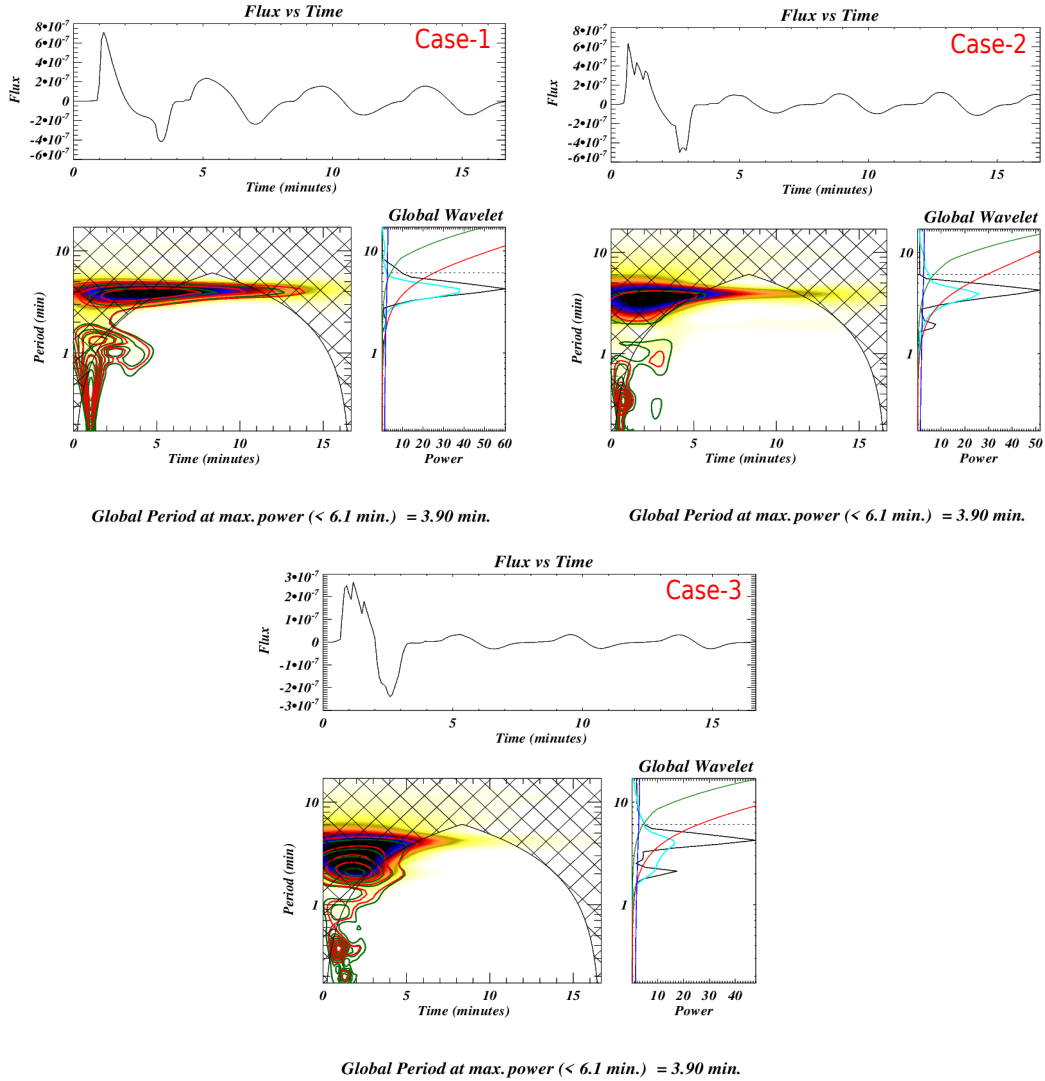 Flux vs Time
Case-1
8•10⁻⁷
6•10⁻⁷
4•10⁻⁷
2•10⁻⁷
0
-2•10⁻⁷
-4•10⁻⁷
-6•10⁻⁷
Flux
0 5 10 15
Time (minutes)
Global Wavelet
10
1
Period (min)
0 5 10 15
Time (minutes)
10
1
10 20 30 40 50 60
Power
Global Period at max. power (< 6.1 min.) = 3.90 min.
Flux vs Time
Case-2
8•10⁻⁷
6•10⁻⁷
4•10⁻⁷
2•10⁻⁷
0
-2•10⁻⁷
-4•10⁻⁷
-6•10⁻⁷
Flux
0 5 10 15
Time (minutes)
Global Wavelet
10
1
Period (min)
0 5 10 15
Time (minutes)
10
1
10 20 30 40 50
Power
Global Period at max. power (< 6.1 min.) = 3.90 min.
Flux vs Time
Case-3
3•10⁻⁷
2•10⁻⁷
1•10⁻⁷
0
-1•10⁻⁷
-2•10⁻⁷
-3•10⁻⁷
Flux
0 5 10 15
Time (minutes)
Global Wavelet
10
1
Period (min)
0 5 10 15
Time (minutes)
10
1
10 20 30 40
Power
Global Period at max. power (< 6.1 min.) = 3.90 min.